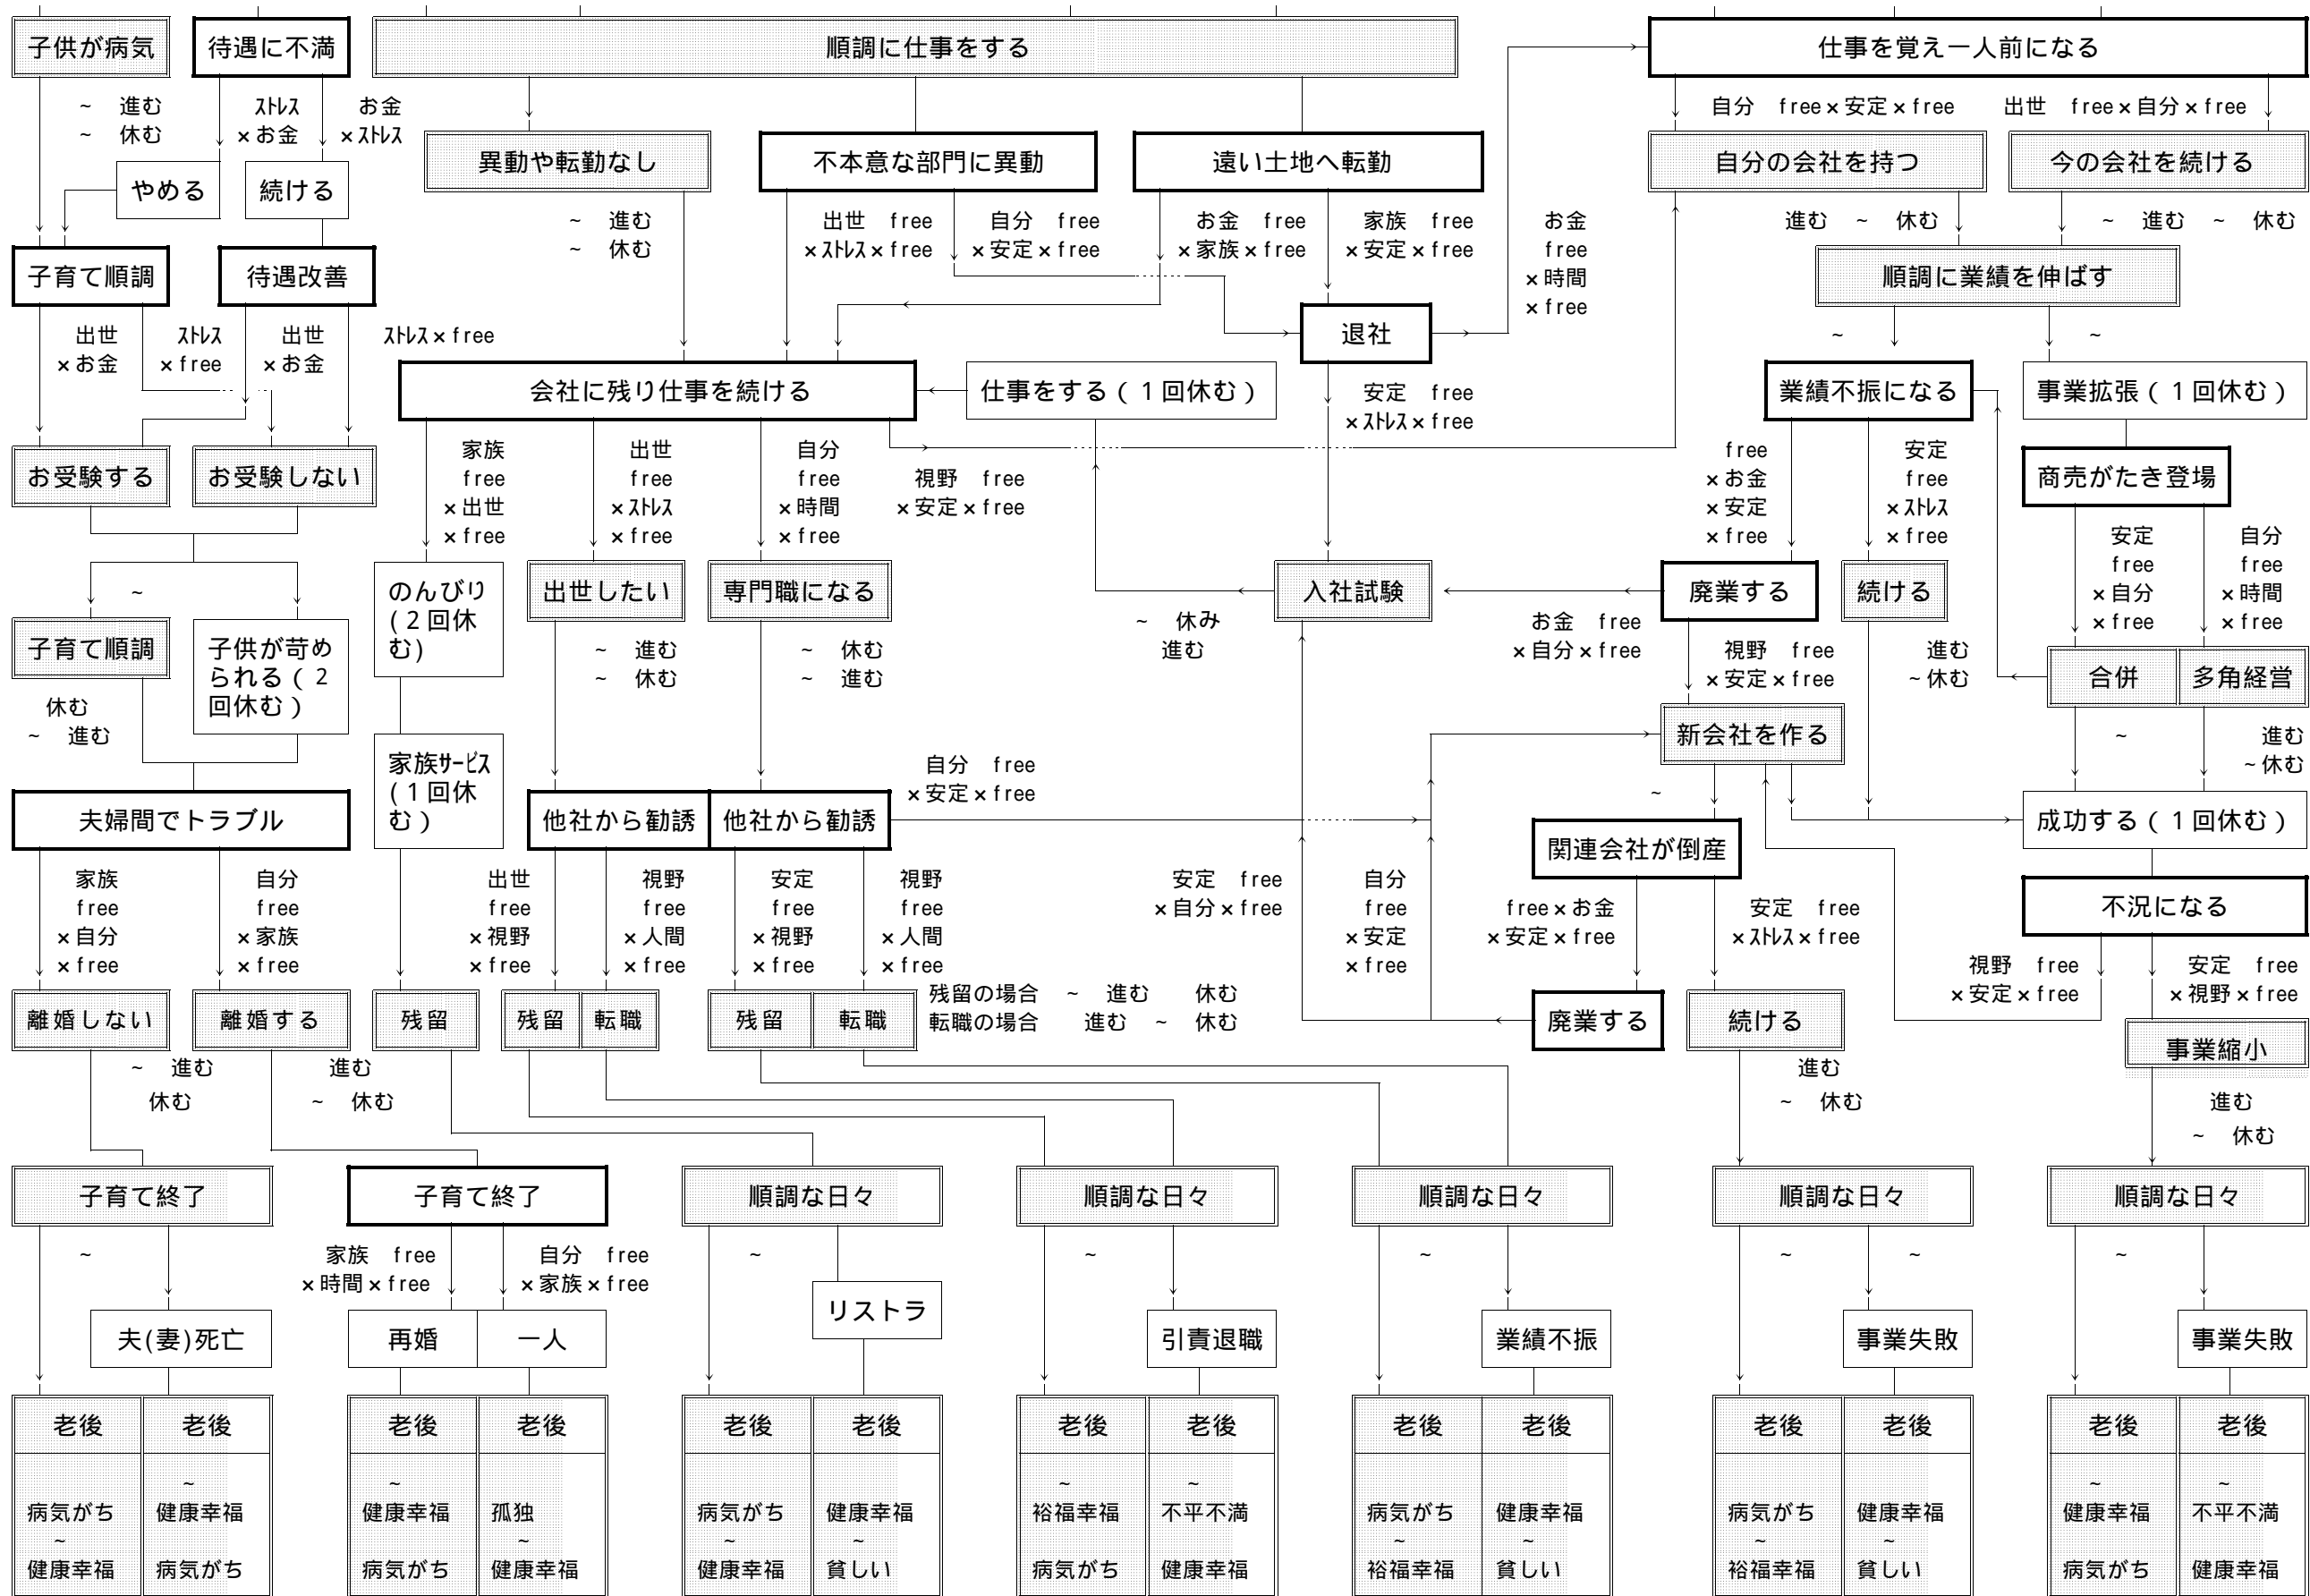 子供が病気
待遇に不満
順調に仕事をする
仕事を覚え一人前になる
~ 進む
~ 休む
ｽﾄﾚｽ
×お金
お金
×ｽﾄﾚｽ
自分 free×安定×free
出世 free×自分×free
やめる
続ける
異動や転勤なし
不本意な部門に異動
遠い土地へ転勤
自分の会社を持つ
今の会社を続ける
~ 進む
~ 休む
出世 free
×ｽﾄﾚｽ×free
自分 free
×安定×free
お金 free
×家族×free
家族 free
×安定×free
お金
free
×時間
×free
進む ~ 休む
~ 進む ~ 休む
子育て順調
待遇改善
順調に業績を伸ばす
退社
出世
×お金
ｽﾄﾚｽ
×free
出世
×お金
ｽﾄﾚｽ×free
~
~
会社に残り仕事を続ける
仕事をする(1回休む)
安定 free
×ｽﾄﾚｽ×free
業績不振になる
事業拡張(1回休む)
お受験する
お受験しない
家族
free
×出世
×free
出世
free
×ｽﾄﾚｽ
×free
自分
free
×時間
×free
視野 free
×安定×free
free
×お金
×安定
×free
安定
free
×ｽﾄﾚｽ
×free
商売がたき登場
安定
free
×自分
×free
自分
free
×時間
×free
~
のんびり
(2回休
む)
出世したい
専門職になる
入社試験
廃業する
続ける
子育て順調
子供が苛め
られる(2
回休む)
~ 進む
~ 休む
~ 休む
~ 進む
~ 休み
進む
お金 free
×自分×free
視野 free
×安定×free
進む
~休む
合併
多角経営
休む
~ 進む
家族ｻｰﾋﾞｽ
(1回休
む)
新会社を作る
~
進む
~休む
自分 free
×安定×free
~
夫婦間でトラブル
他社から勧誘
他社から勧誘
関連会社が倒産
成功する(1回休む)
家族
free
×自分
×free
自分
free
×家族
×free
出世
free
×視野
×free
視野
free
×人間
×free
安定
free
×視野
×free
視野
free
×人間
×free
安定 free
×自分×free
自分
free
×安定
×free
free×お金
×安定×free
安定 free
×ｽﾄﾚｽ×free
不況になる
視野 free
×安定×free
安定 free
×視野×free
離婚しない
離婚する
残留
残留
転職
残留
転職
残留の場合 ~ 進む 休む
転職の場合 進む ~ 休む
廃業する
続ける
事業縮小
~ 進む
休む
進む
~ 休む
進む
~ 休む
進む
~ 休む
子育て終了
子育て終了
順調な日々
順調な日々
順調な日々
順調な日々
順調な日々
~
家族 free
×時間×free
自分 free
×家族×free
~
~
~
~
~
~
夫(妻)死亡
再婚
一人
リストラ
引責退職
業績不振
事業失敗
事業失敗
老後
老後
老後
老後
老後
老後
老後
老後
老後
老後
老後
老後
老後
老後
病気がち
~
健康幸福
~
健康幸福
病気がち
~
健康幸福
病気がち
孤独
~
健康幸福
病気がち
~
健康幸福
健康幸福
~
貧しい
~
裕福幸福
病気がち
~
不平不満
健康幸福
病気がち
~
裕福幸福
健康幸福
~
貧しい
病気がち
~
裕福幸福
健康幸福
~
貧しい
~
健康幸福
病気がち
~
不平不満
健康幸福